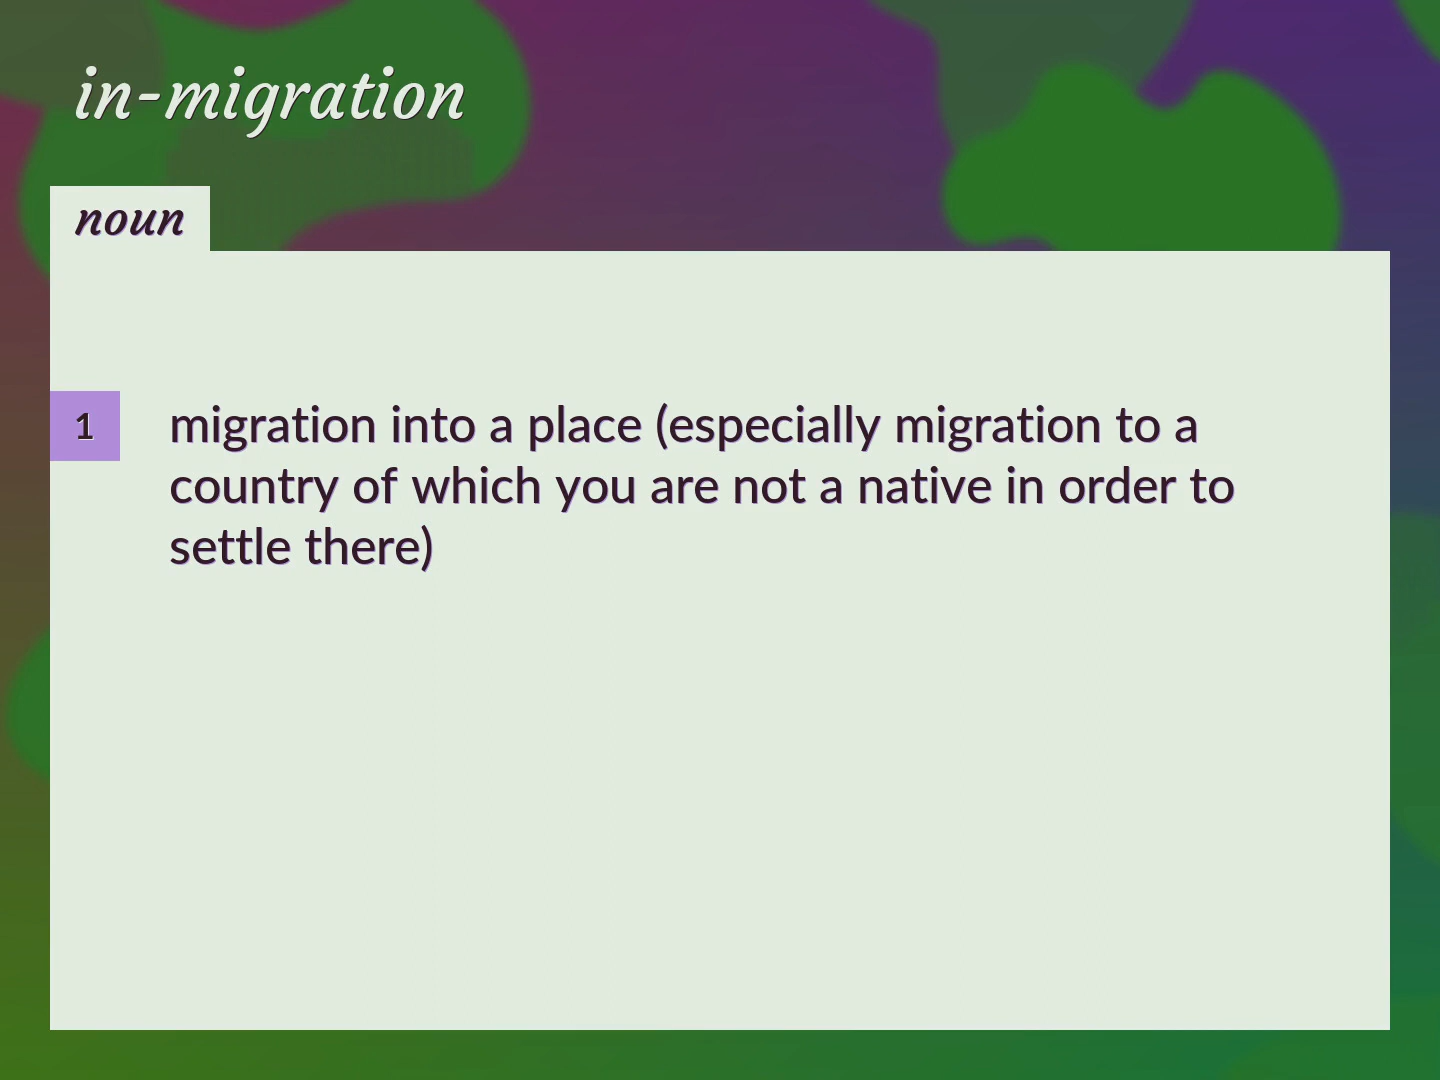 in-migration
noun
1
migration into a place (especially migration to a
country of which you are not a native in order to
settle there)